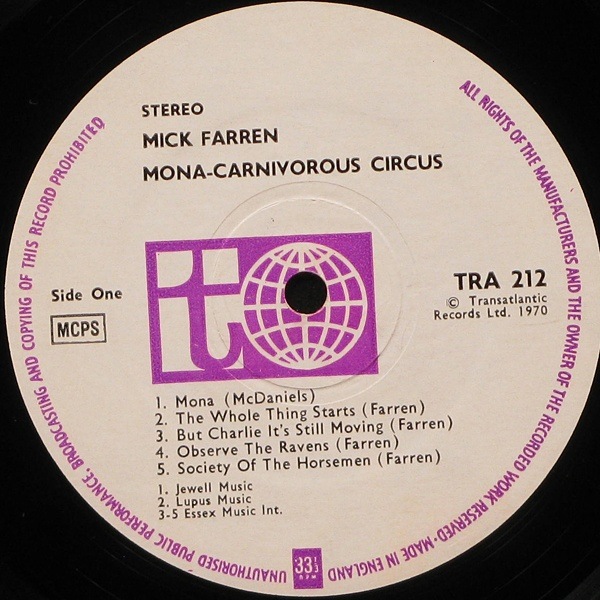 STEREO
MICK FARREN
MONA-CARNIVOROUS CIRCUS
t
Side One
MCPS
TRA 212
© Transatlantic
Records Ltd. 1970
1. Mona (McDaniels)
2. The Whole Thing Starts (Farren)
3. But Charlie It's Still Moving (Farren)
4. Observe The Ravens (Farren)
5. Society Of The Horsemen (Farren)
1. Jewell Music
2. Lupus Music
3-5 Essex Music Int.
33⅓
RPM
ALL RIGHTS OF THE MANUFACTURERS AND THE OWNER OF THE RECORDED WORK RESERVED-MADE IN ENGLAND
UNAUTHORISED PUBLIC PERFORMANCE, BROADCASTING AND COPYING OF THIS RECORD PROHIBITED